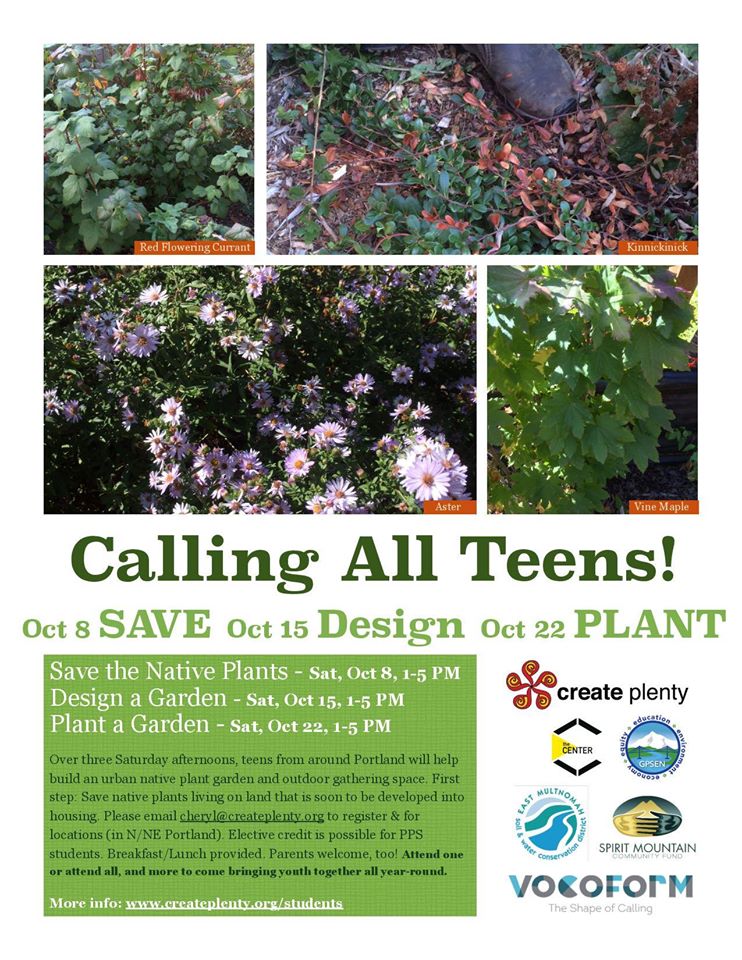 Red Flowering Currant
Kinnickinick
Aster
Vine Maple
Calling All Teens!
Oct 8 SAVE Oct 15 Design Oct 22 PLANT
Save the Native Plants - Sat, Oct 8, 1-5 PM
Design a Garden - Sat, Oct 15, 1-5 PM
Plant a Garden - Sat, Oct 22, 1-5 PM
Over three Saturday afternoons, teens from around Portland will help
build an urban native plant garden and outdoor gathering space. First
step: Save native plants living on land that is soon to be developed into
housing. Please email cheryl@createplenty.org to register & for
locations (in N/NE Portland). Elective credit is possible for PPS
students. Breakfast/Lunch provided. Parents welcome, too! Attend one
or attend all, and more to come bringing youth together all year-round.
More info: www.createplenty.org/students
create plenty
the
CENTER
equity education environment economy
GPSEN
EAST MULTNOMAH
soil & water conservation district
SPIRIT MOUNTAIN
COMMUNITY FUND
VOCOFORM
The Shape of Calling